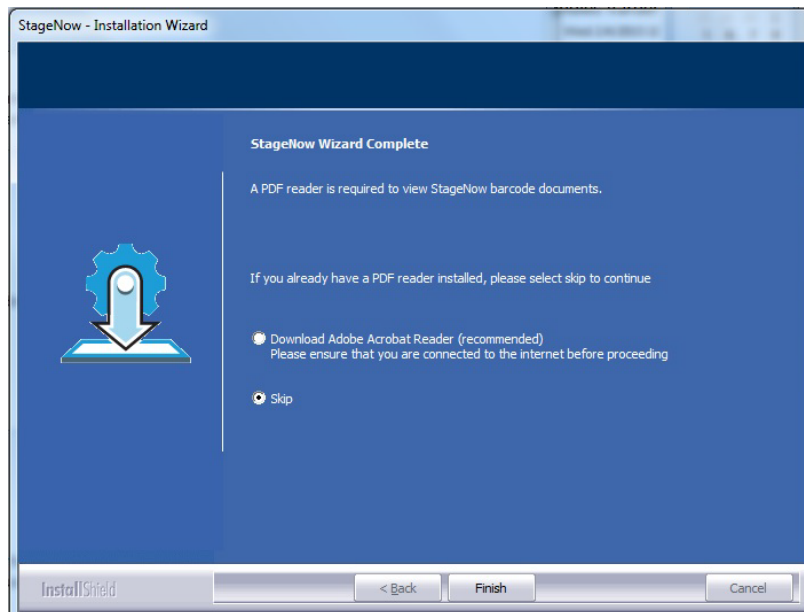 StageNow - Installation Wizard
StageNow Wizard Complete
A PDF reader is required to view StageNow barcode documents.
If you already have a PDF reader installed, please select skip to continue
Download Adobe Acrobat Reader (recommended)
Please ensure that you are connected to the internet before proceeding
Skip
InstallShield
< Back
Finish
Cancel